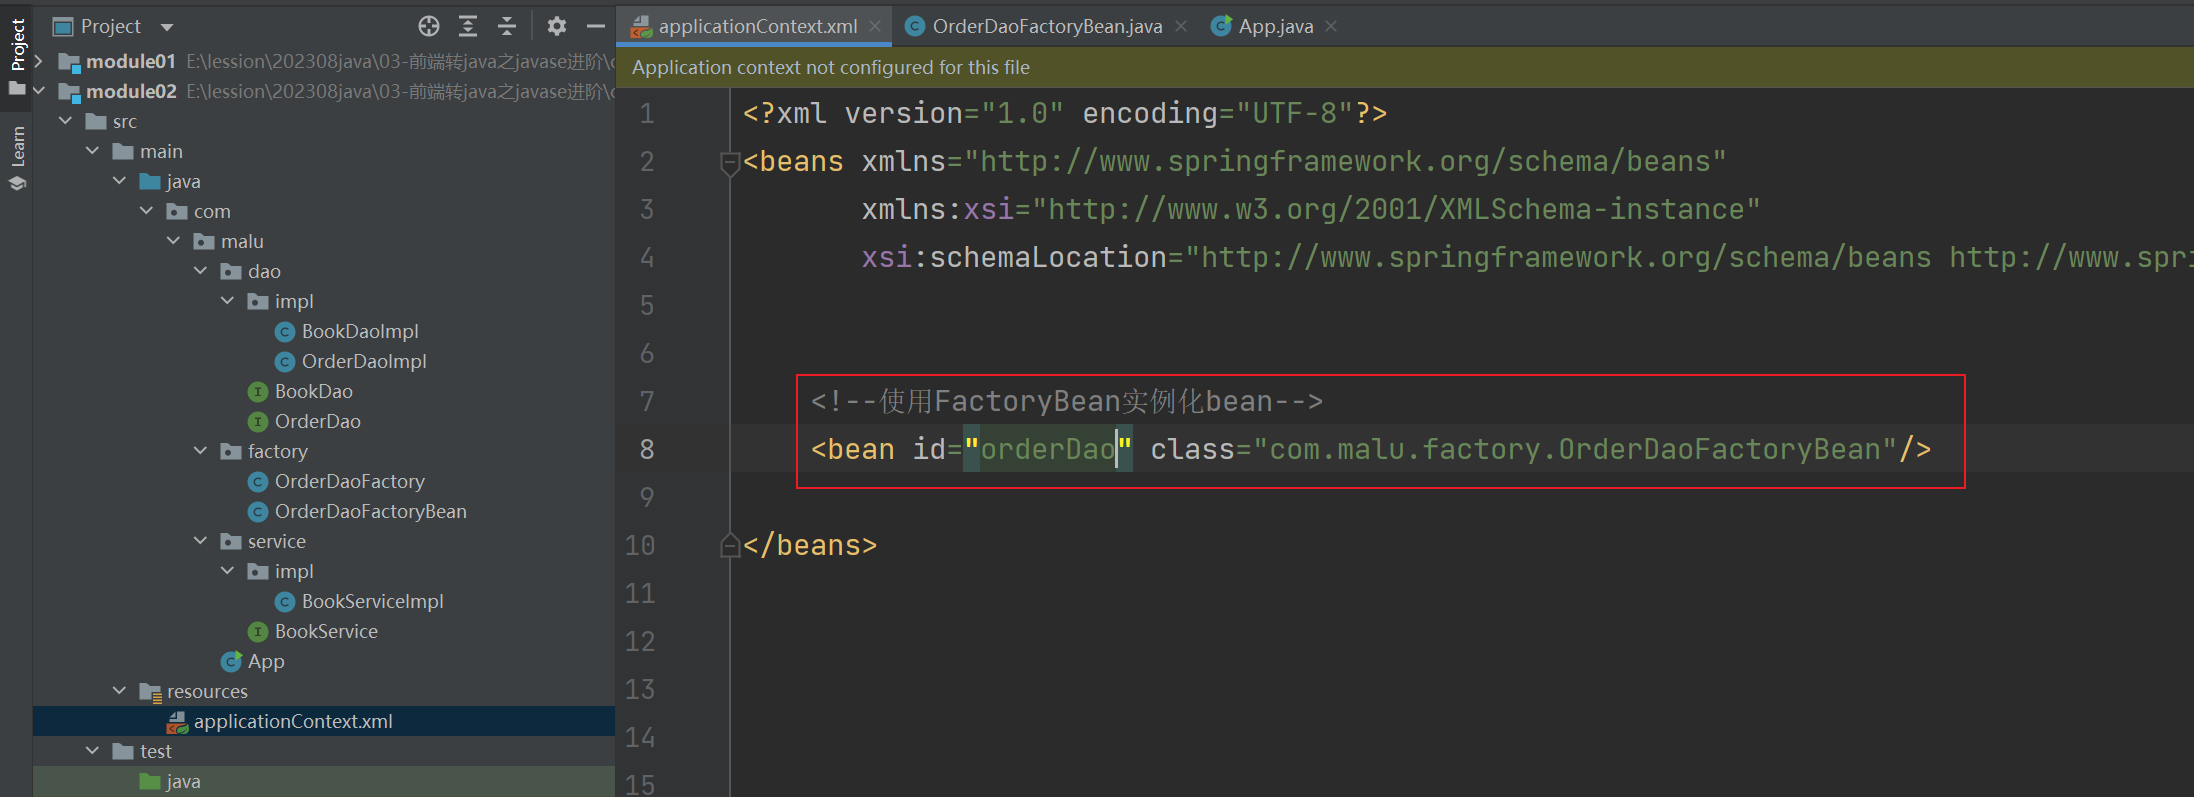 Project
Learn
Project
module01 E:\lession\202308java\03-前端转java之javase进阶\
module02 E:\lession\202308java\03-前端转java之javase进阶\
src
main
java
com
malu
dao
impl
BookDaoImpl
OrderDaoImpl
BookDao
OrderDao
factory
OrderDaoFactory
OrderDaoFactoryBean
service
impl
BookServiceImpl
BookService
App
resources
applicationContext.xml
test
java
applicationContext.xml OrderDaoFactoryBean.java App.java
Application context not configured for this file
1 <?xml version="1.0" encoding="UTF-8"?>
2 <beans xmlns="http://www.springframework.org/schema/beans"
3 xmlns:xsi="http://www.w3.org/2001/XMLSchema-instance"
4 xsi:schemaLocation="http://www.springframework.org/schema/beans http://www.spri
5
6
7 <!--使用FactoryBean实例化bean-->
8 <bean id="orderDao" class="com.malu.factory.OrderDaoFactoryBean"/>
9
10 </beans>
11
12
13
14
15